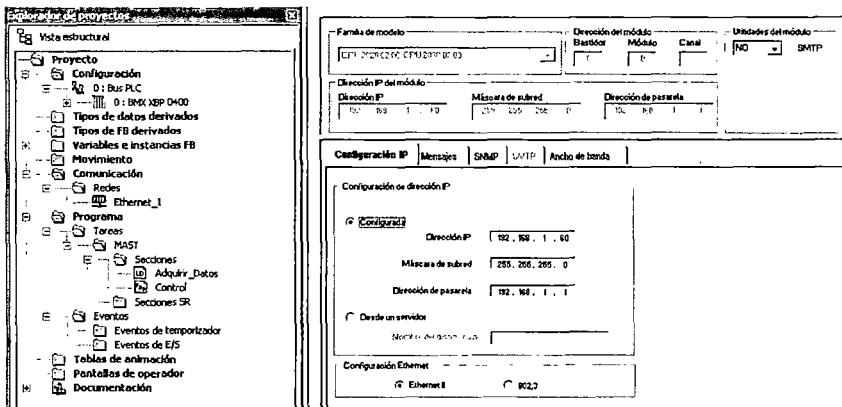 Explorador de proyectos
Vista estructural
Proyecto
Configuración
0 : Bus PLC
0 : BMX XBP 0400
Tipos de datos derivados
Tipos de FB derivados
Variables e instancias FB
Movimiento
Comunicación
Redes
Ethernet_1
Programa
Tareas
MAST
Secciones
LD Adquirir_Datos
Control
Secciones SR
Eventos
Eventos de temporizador
Eventos de E/S
Tablas de animación
Pantallas de operador
Documentación
Familia de modelo
Dirección del módulo
Bastidor Módulo Canal
Utilidades del módulo
NO SMTP
Dirección IP del módulo
Dirección IP Máscara de subred Dirección de pasarela
Configuración IP Mensajes SNMP SMTP Ancho de banda
Configuración de dirección IP
Configurada
Dirección IP 192 . 168 . 1 . 60
Máscara de subred 255 . 255 . 255 . 0
Dirección de pasarela 192 . 168 . 1 . 1
Desde un servidor
Configuración Ethernet
Ethernet II 802.3